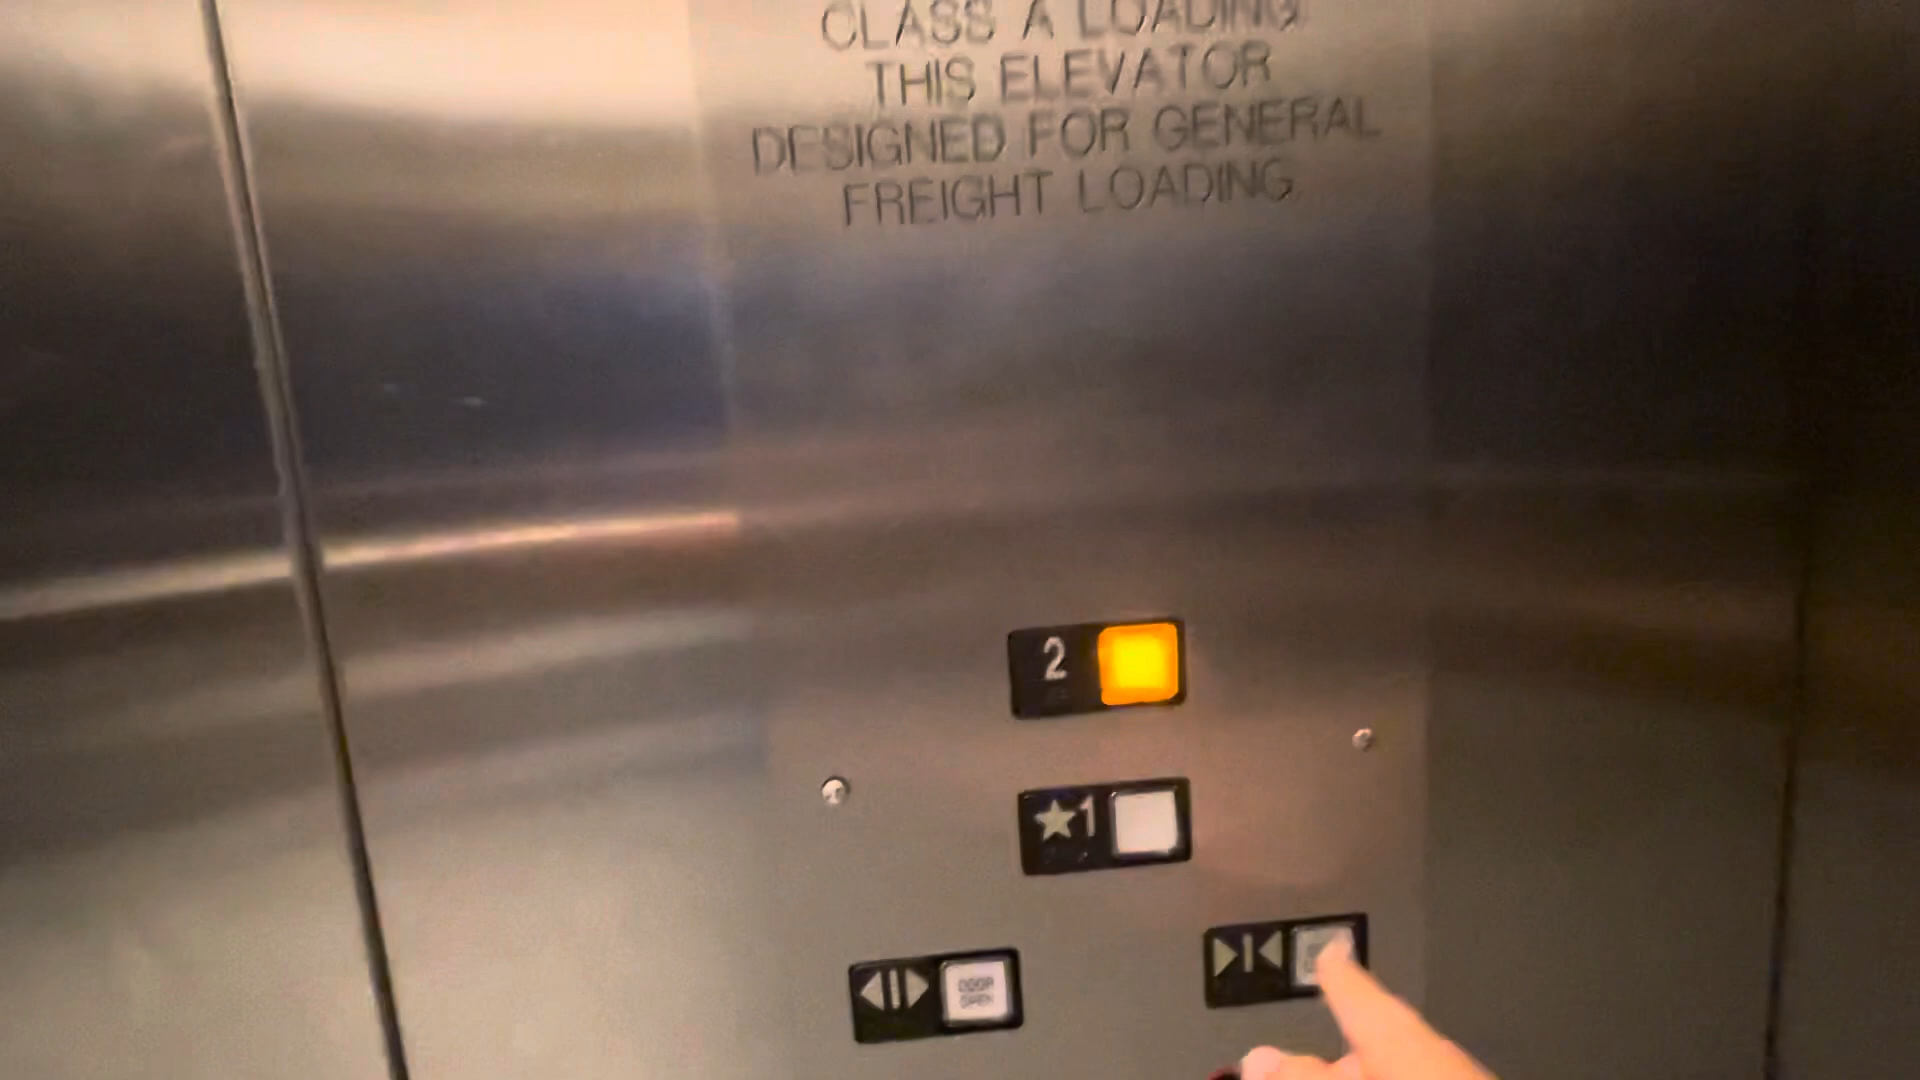 CLASS A LOADING.
THIS ELEVATOR
DESIGNED FOR GENERAL
FREIGHT LOADING
2
★1
DOOR
OPEN